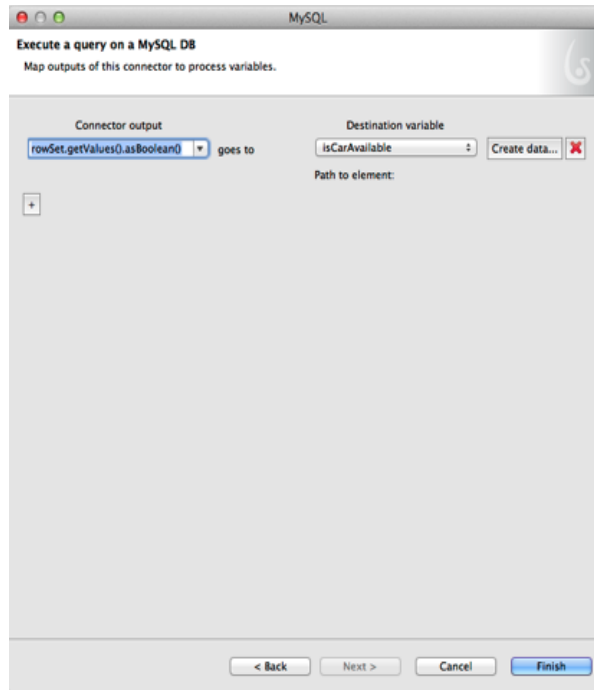 MySQL
Execute a query on a MySQL DB
Map outputs of this connector to process variables.
Connector output Destination variable
rowSet.getValues().asBoolean() goes to isCarAvailable Create data...
Path to element:
+
< Back Next > Cancel Finish